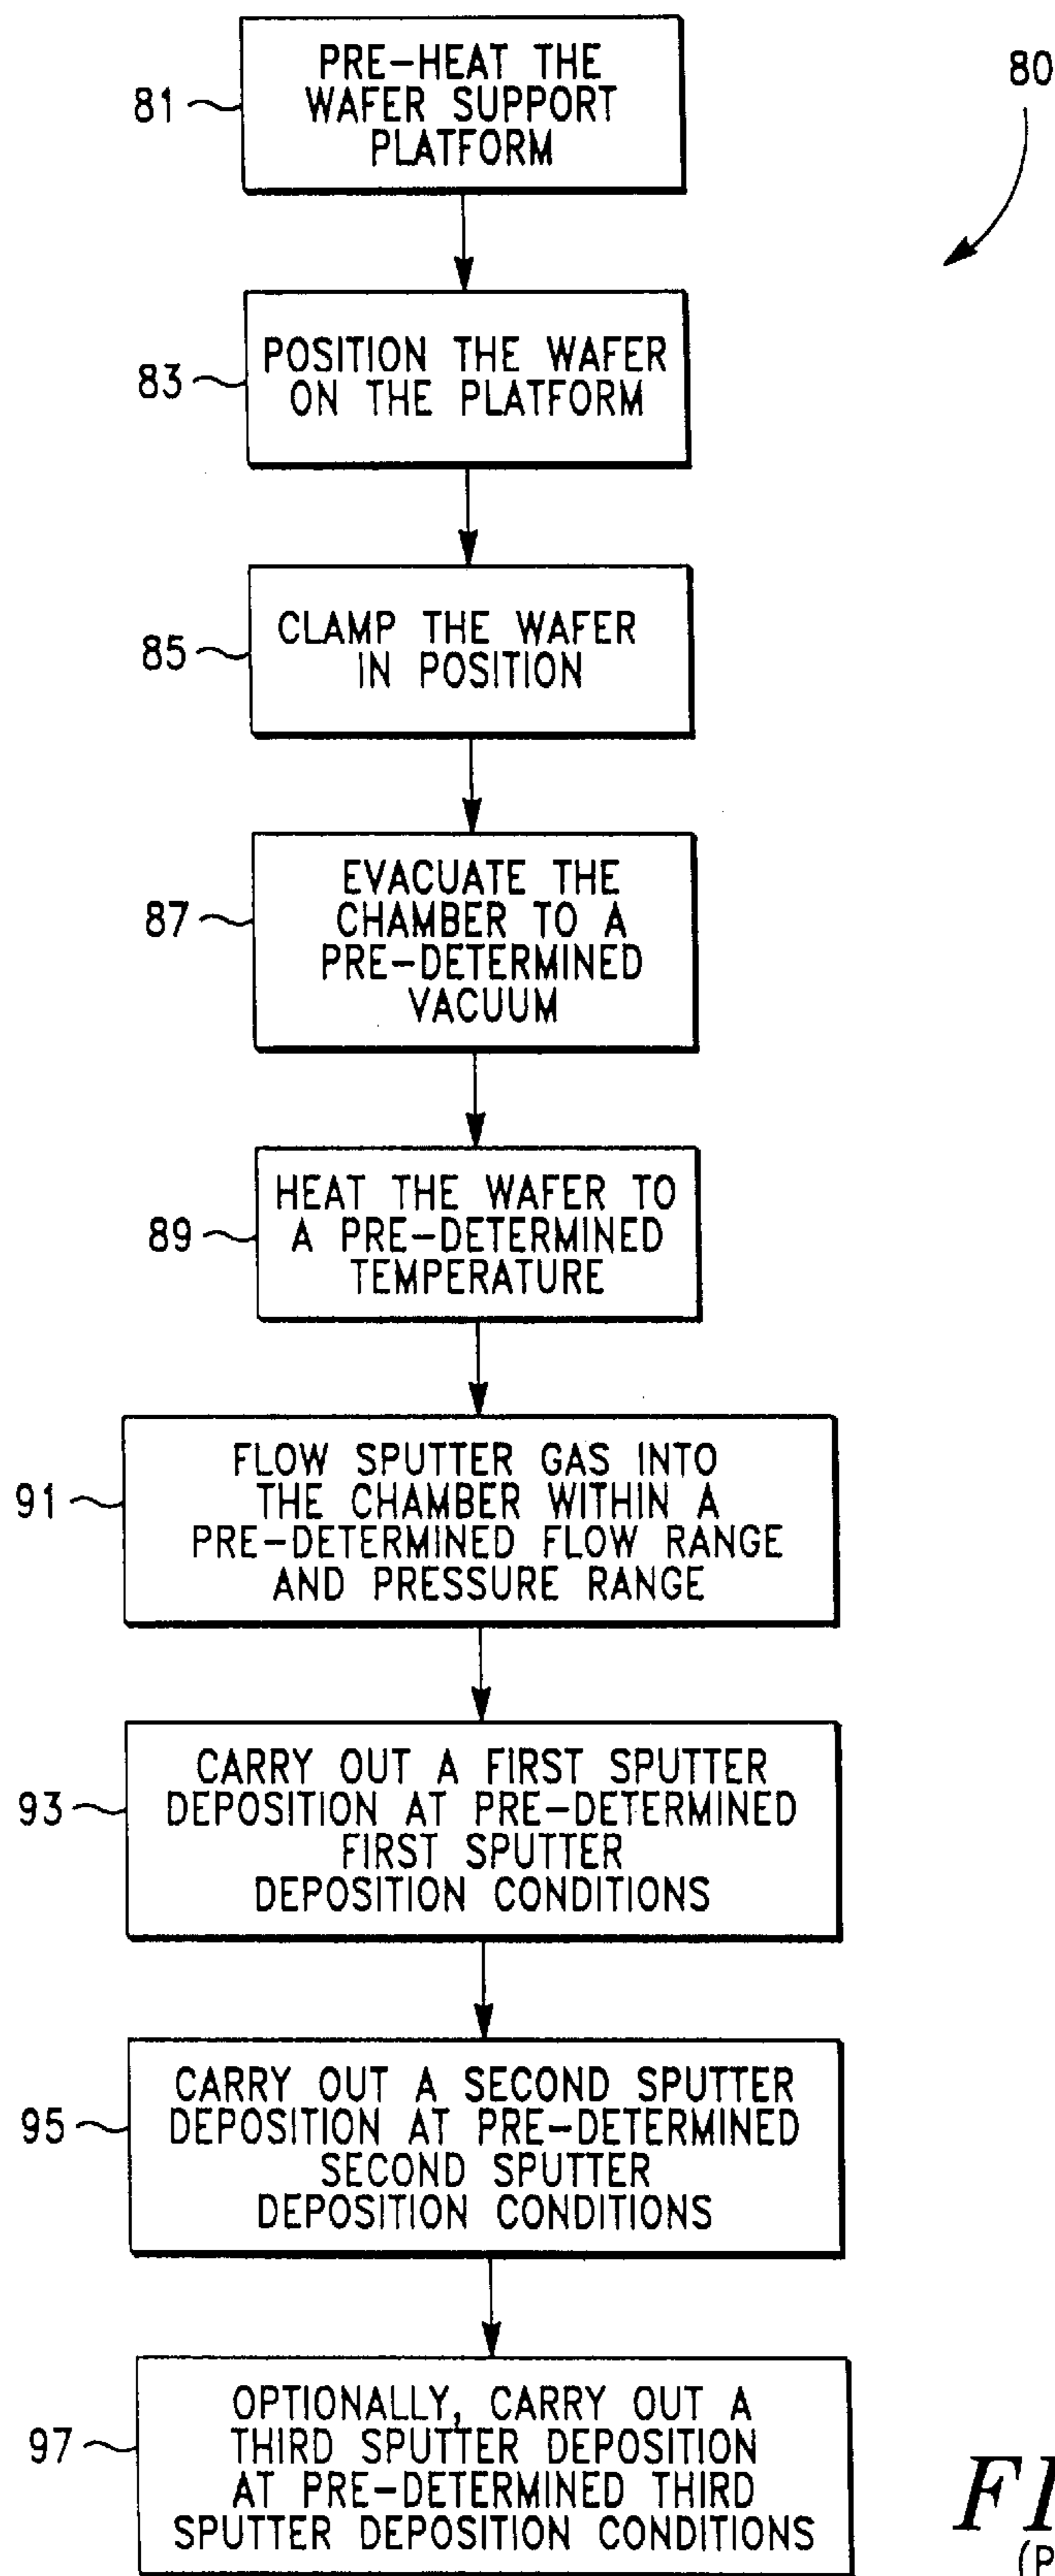 80
81
PRE-HEAT THE
WAFER SUPPORT
PLATFORM
83
POSITION THE WAFER
ON THE PLATFORM
85
CLAMP THE WAFER
IN POSITION
87
EVACUATE THE
CHAMBER TO A
PRE-DETERMINED
VACUUM
89
HEAT THE WAFER TO
A PRE-DETERMINED
TEMPERATURE
91
FLOW SPUTTER GAS INTO
THE CHAMBER WITHIN A
PRE-DETERMINED FLOW RANGE
AND PRESSURE RANGE
93
CARRY OUT A FIRST SPUTTER
DEPOSITION AT PRE-DETERMINED
FIRST SPUTTER
DEPOSITION CONDITIONS
95
CARRY OUT A SECOND SPUTTER
DEPOSITION AT PRE-DETERMINED
SECOND SPUTTER
DEPOSITION CONDITIONS
97
OPTIONALLY, CARRY OUT A
THIRD SPUTTER DEPOSITION
AT PRE-DETERMINED THIRD
SPUTTER DEPOSITION CONDITIONS